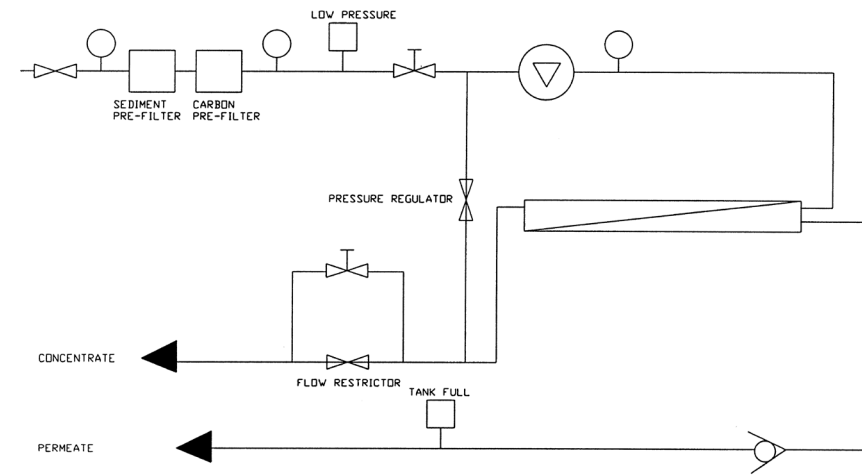 LOW PRESSURE
SEDIMENT
PRE-FILTER
CARBON
PRE-FILTER
PRESSURE REGULATOR
CONCENTRATE
FLOW RESTRICTOR
TANK FULL
PERMEATE